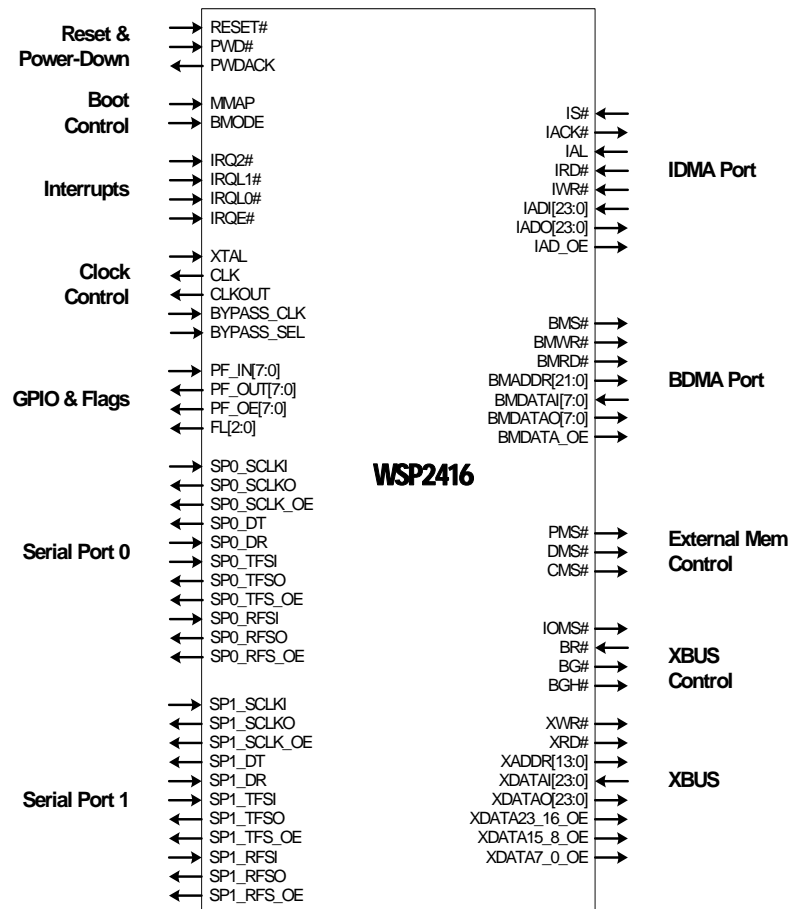 Reset &
Power-Down
RESET#
PWD#
PWDACK
Boot
Control
MMAP
BMODE
Interrupts
IRQ2#
IRQL1#
IRQL0#
IRQE#
Clock
Control
XTAL
CLK
CLKOUT
BYPASS_CLK
BYPASS_SEL
GPIO & Flags
PF_IN[7:0]
PF_OUT[7:0]
PF_OE[7:0]
FL[2:0]
Serial Port 0
SP0_SCLKI
SP0_SCLKO
SP0_SCLK_OE
SP0_DT
SP0_DR
SP0_TFSI
SP0_TFSO
SP0_TFS_OE
SP0_RFSI
SP0_RFSO
SP0_RFS_OE
Serial Port 1
SP1_SCLKI
SP1_SCLKO
SP1_SCLK_OE
SP1_DT
SP1_DR
SP1_TFSI
SP1_TFSO
SP1_TFS_OE
SP1_RFSI
SP1_RFSO
SP1_RFS_OE
WSP2416
IS#
IACK#
IAL
IRD#
IWR#
IADI[23:0]
IADO[23:0]
IAD_OE
IDMA Port
BMS#
BMWR#
BMRD#
BMADDR[21:0]
BMDATAI[7:0]
BMDATAO[7:0]
BMDATA_OE
BDMA Port
PMS#
DMS#
CMS#
External Mem
Control
IOMS#
BR#
BG#
BGH#
XBUS
Control
XWR#
XRD#
XADDR[13:0]
XDATAI[23:0]
XDATAO[23:0]
XDATA23_16_OE
XDATA15_8_OE
XDATA7_0_OE
XBUS